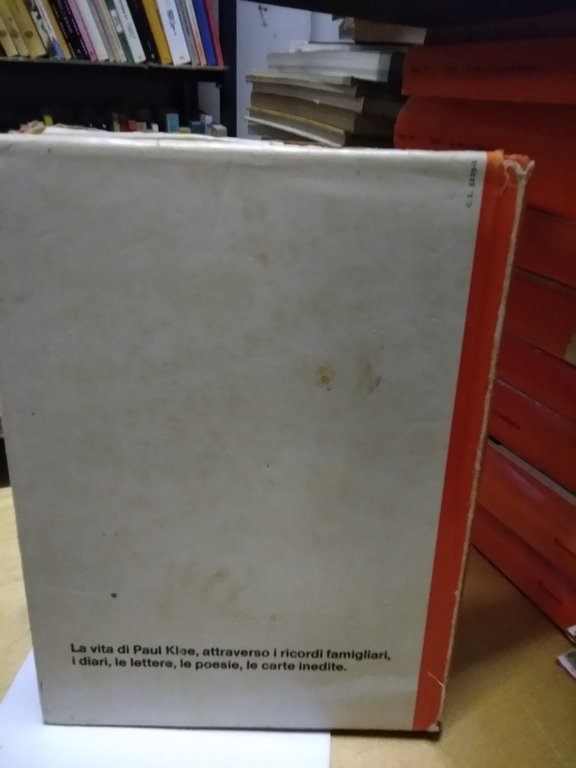 La vita di Paul Klee, attraverso i ricordi famigliari,
i diari, le lettere, le poesie, le carte inedite.